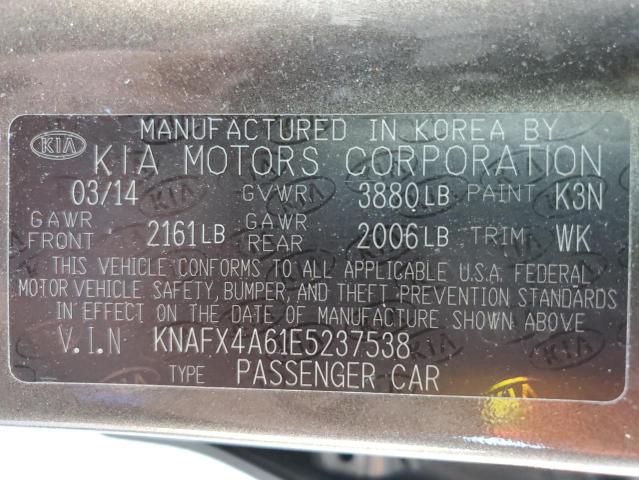 KIA MANUFACTURED IN KOREA BY
KIA MOTORS CORPORATION
03/14 GVWR 3880LB PAINT K3N
GAWR FRONT 2161LB GAWR REAR 2006LB TRIM WK
THIS VEHICLE CONFORMS TO ALL APPLICABLE U.S.A. FEDERAL
MOTOR VEHICLE SAFETY, BUMPER, AND THEFT PREVENTION STANDARDS
IN EFFECT ON THE DATE OF MANUFACTURE SHOWN ABOVE.
V.I.N KNAFX4A61E5237538
TYPE PASSENGER CAR